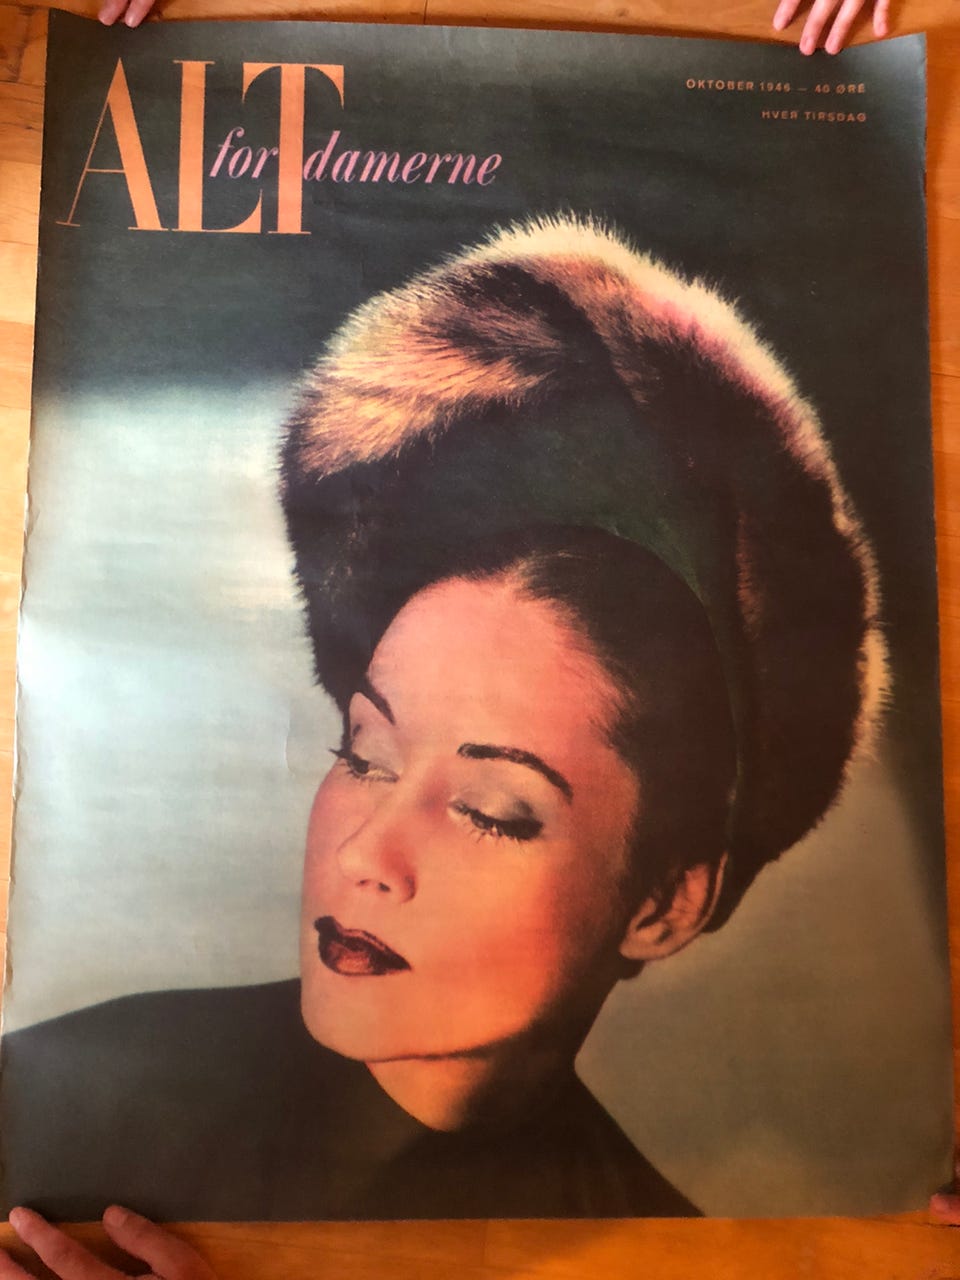 ALT for damerne
OKTOBER 1946 — 40 ØRE
HVER TIRSDAG